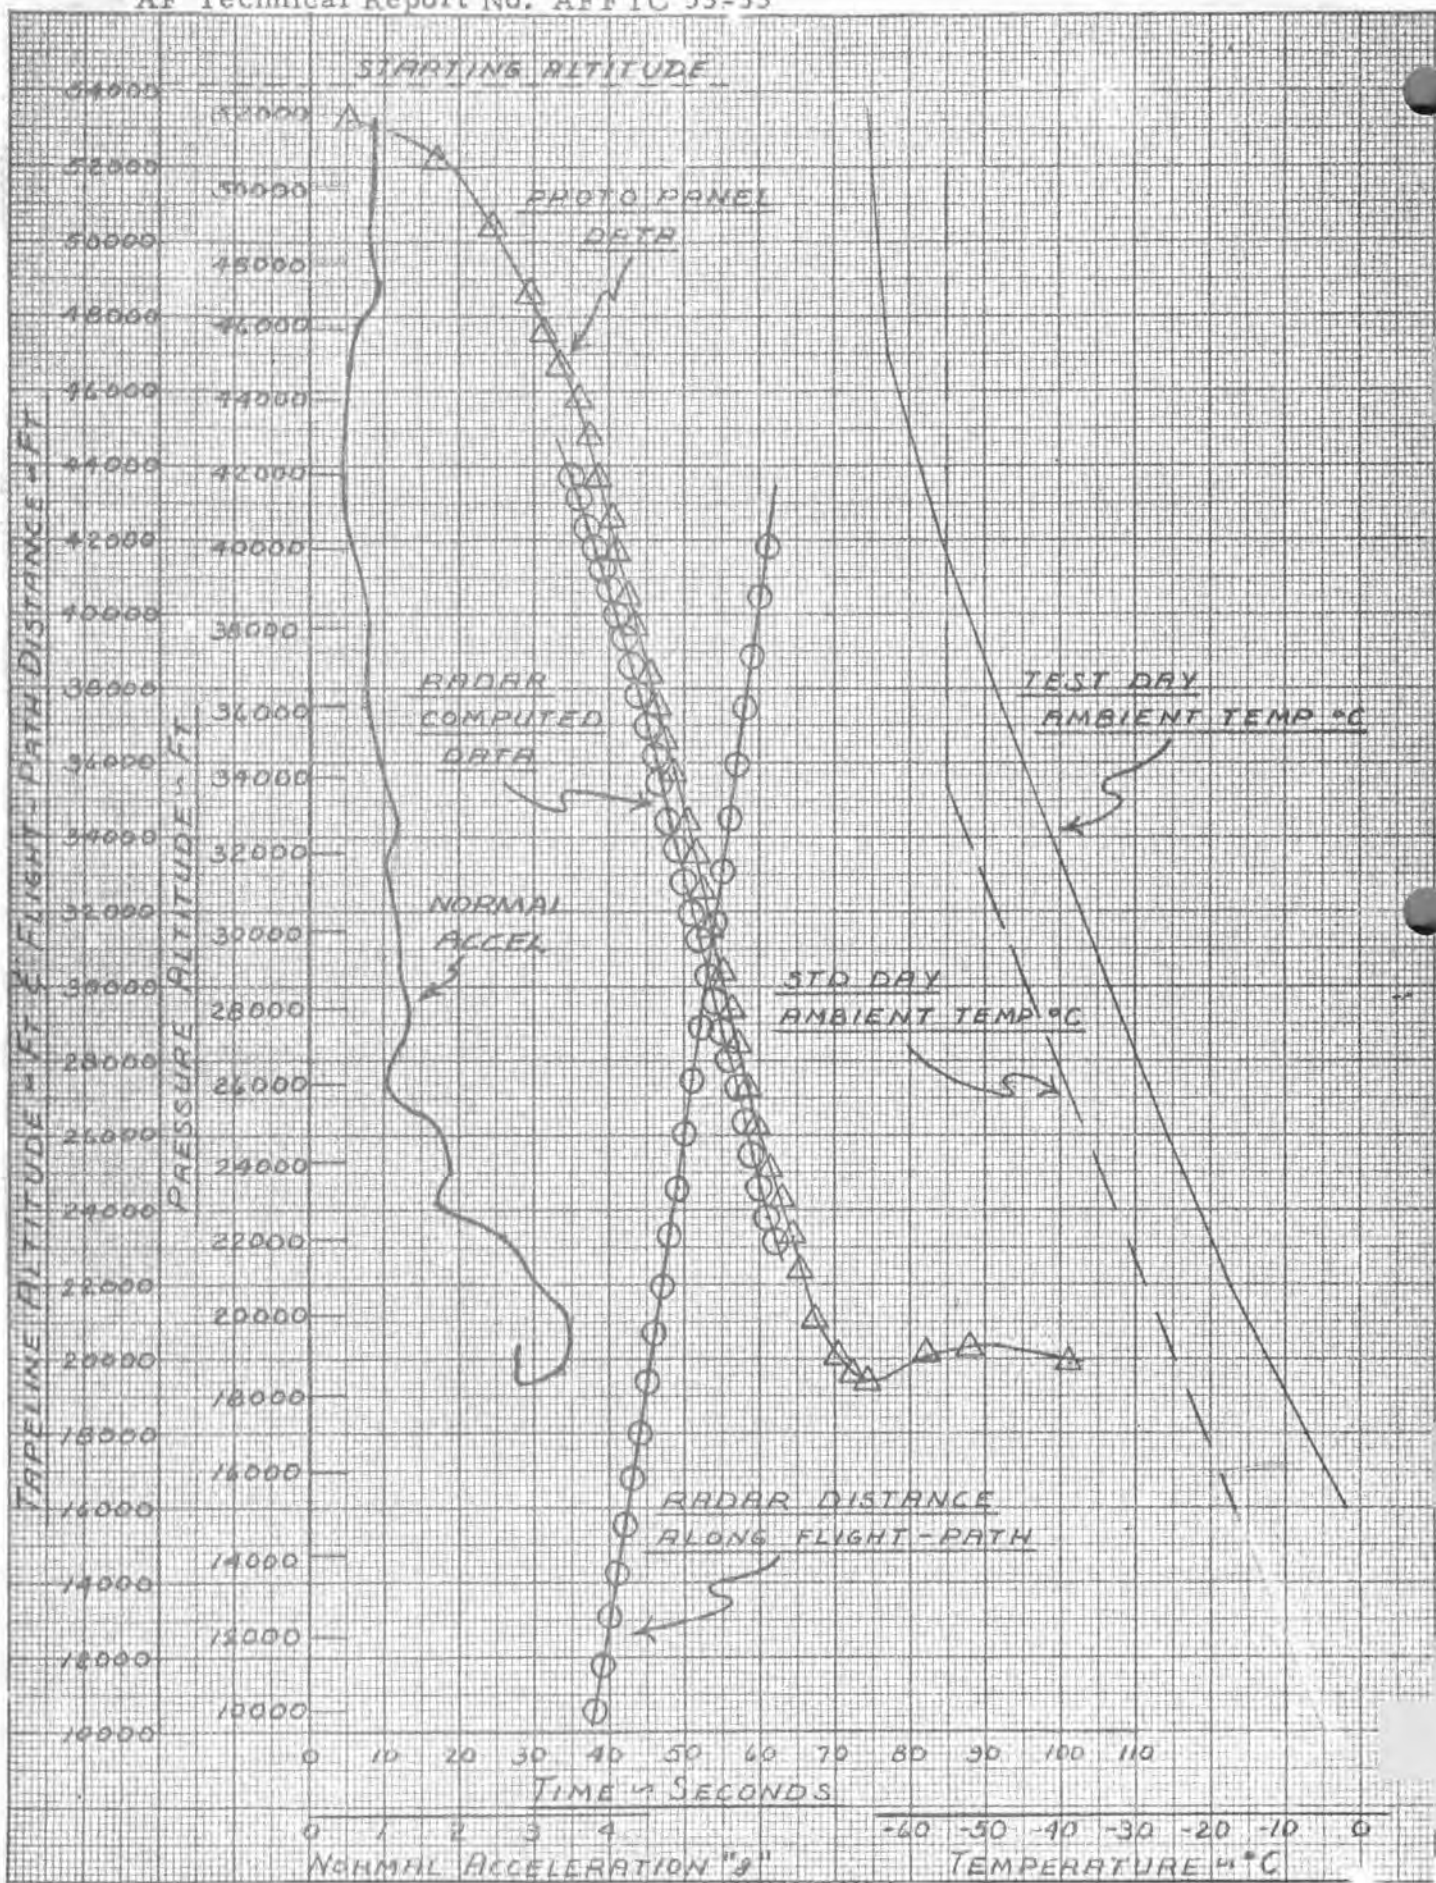 AF Technical Report No. AFFTC 53-33
STARTING ALTITUDE
54000
52000
50000
48000
46000
44000
42000
40000
38000
36000
34000
32000
30000
28000
26000
24000
22000
20000
18000
16000
14000
12000
10000
TAPELINE ALTITUDE ~ FT & FLIGHT-PATH DISTANCE ~ FT
52000
50000
48000
46000
44000
42000
40000
38000
36000
34000
32000
30000
28000
26000
24000
22000
20000
18000
16000
14000
12000
10000
PRESSURE ALTITUDE ~ FT
PHOTO PANEL
DATA
RADAR
COMPUTED
DATA
NORMAL
ACCEL
TEST DAY
AMBIENT TEMP °C
STD DAY
AMBIENT TEMP °C
RADAR DISTANCE
ALONG FLIGHT-PATH
0 10 20 30 40 50 60 70 80 90 100 110
TIME ~ SECONDS
0 1 2 3 4
NORMAL ACCELERATION "g"
-60 -50 -40 -30 -20 -10 0
TEMPERATURE ~ °C